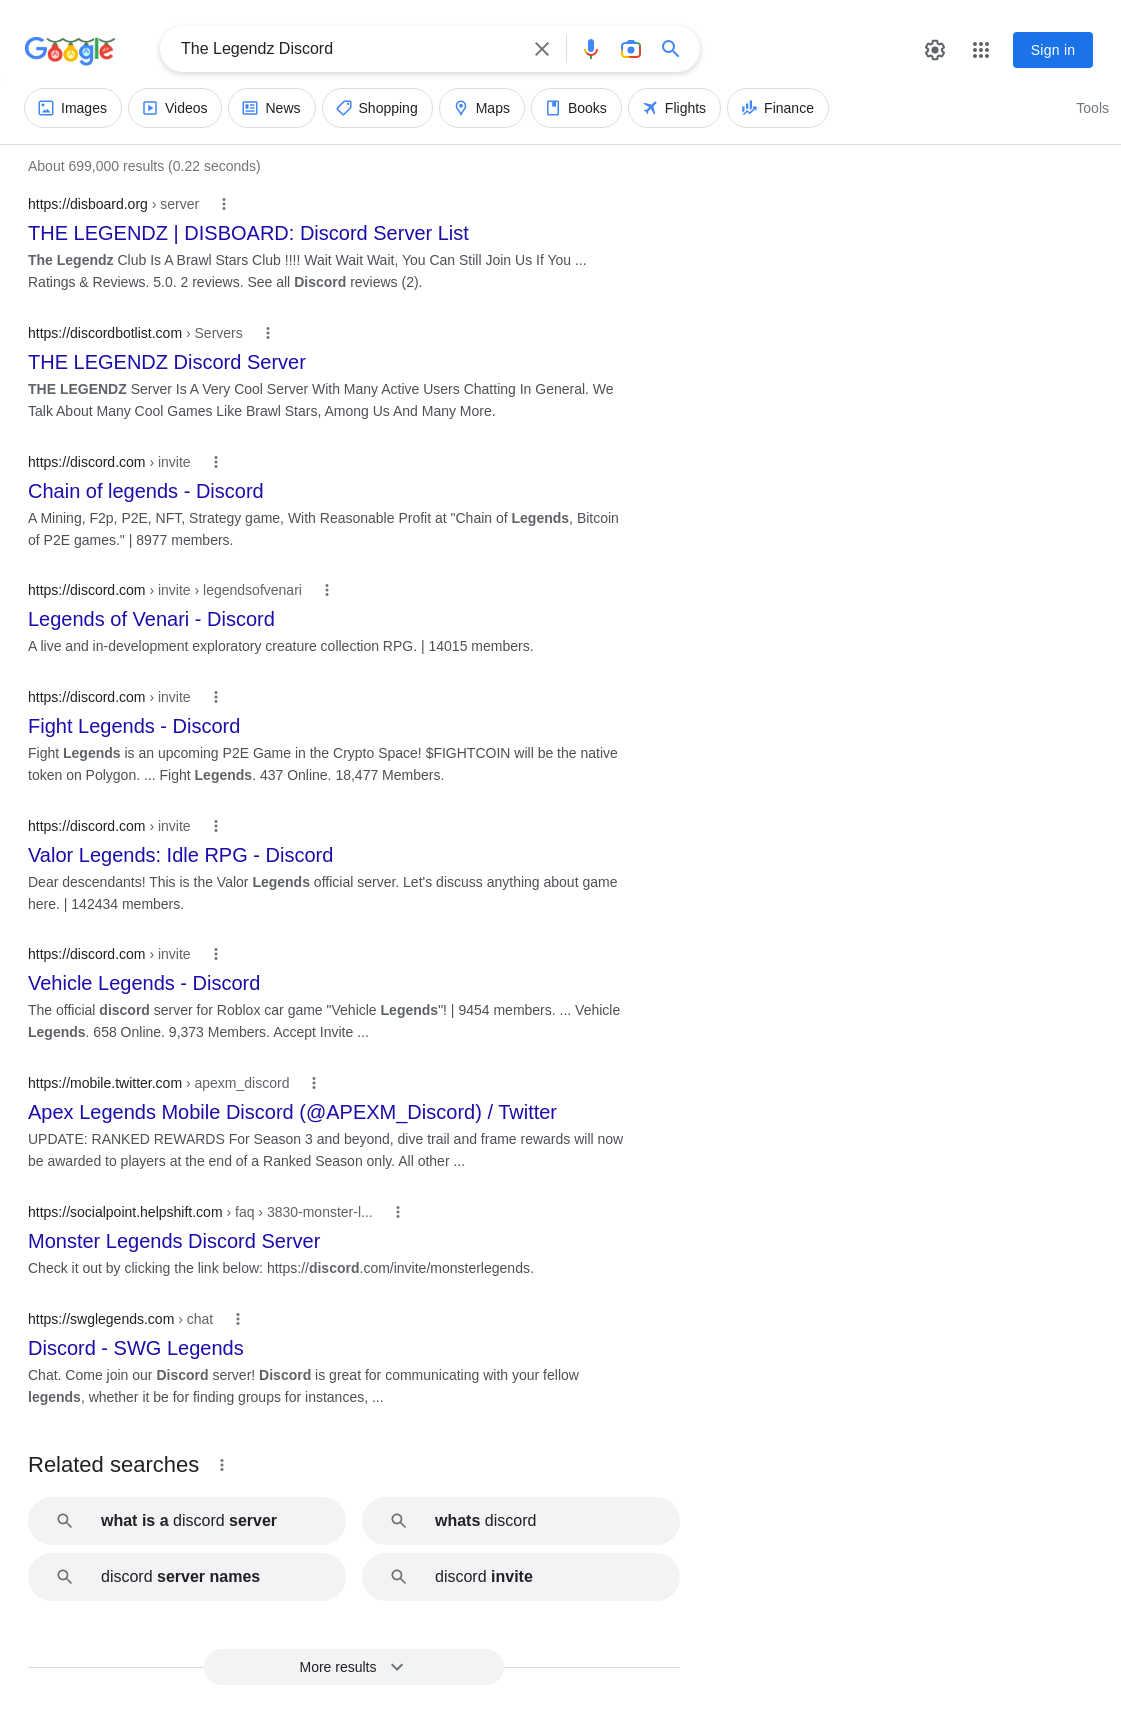 Google
The Legendz Discord
Sign in
Images
Videos
News
Shopping
Maps
Books
Flights
Finance
Tools
About 699,000 results (0.22 seconds)
https://disboard.org › server
THE LEGENDZ | DISBOARD: Discord Server List
The Legendz Club Is A Brawl Stars Club !!!! Wait Wait Wait, You Can Still Join Us If You ...
Ratings & Reviews. 5.0. 2 reviews. See all Discord reviews (2).
https://discordbotlist.com › Servers
THE LEGENDZ Discord Server
THE LEGENDZ Server Is A Very Cool Server With Many Active Users Chatting In General. We
Talk About Many Cool Games Like Brawl Stars, Among Us And Many More.
https://discord.com › invite
Chain of legends - Discord
A Mining, F2p, P2E, NFT, Strategy game, With Reasonable Profit at "Chain of Legends, Bitcoin
of P2E games." | 8977 members.
https://discord.com › invite › legendsofvenari
Legends of Venari - Discord
A live and in-development exploratory creature collection RPG. | 14015 members.
https://discord.com › invite
Fight Legends - Discord
Fight Legends is an upcoming P2E Game in the Crypto Space! $FIGHTCOIN will be the native
token on Polygon. ... Fight Legends. 437 Online. 18,477 Members.
https://discord.com › invite
Valor Legends: Idle RPG - Discord
Dear descendants! This is the Valor Legends official server. Let's discuss anything about game
here. | 142434 members.
https://discord.com › invite
Vehicle Legends - Discord
The official discord server for Roblox car game "Vehicle Legends"! | 9454 members. ... Vehicle
Legends. 658 Online. 9,373 Members. Accept Invite ...
https://mobile.twitter.com › apexm_discord
Apex Legends Mobile Discord (@APEXM_Discord) / Twitter
UPDATE: RANKED REWARDS For Season 3 and beyond, dive trail and frame rewards will now
be awarded to players at the end of a Ranked Season only. All other ...
https://socialpoint.helpshift.com › faq › 3830-monster-l...
Monster Legends Discord Server
Check it out by clicking the link below: https://discord.com/invite/monsterlegends.
https://swglegends.com › chat
Discord - SWG Legends
Chat. Come join our Discord server! Discord is great for communicating with your fellow
legends, whether it be for finding groups for instances, ...
Related searches
what is a discord server
whats discord
discord server names
discord invite
More results